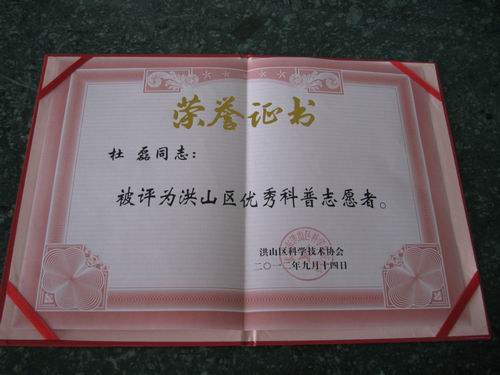 荣誉证书
杜磊同志：
被评为洪山区优秀科普志愿者。
洪山区科学技术协会
二〇一二年九月十四日